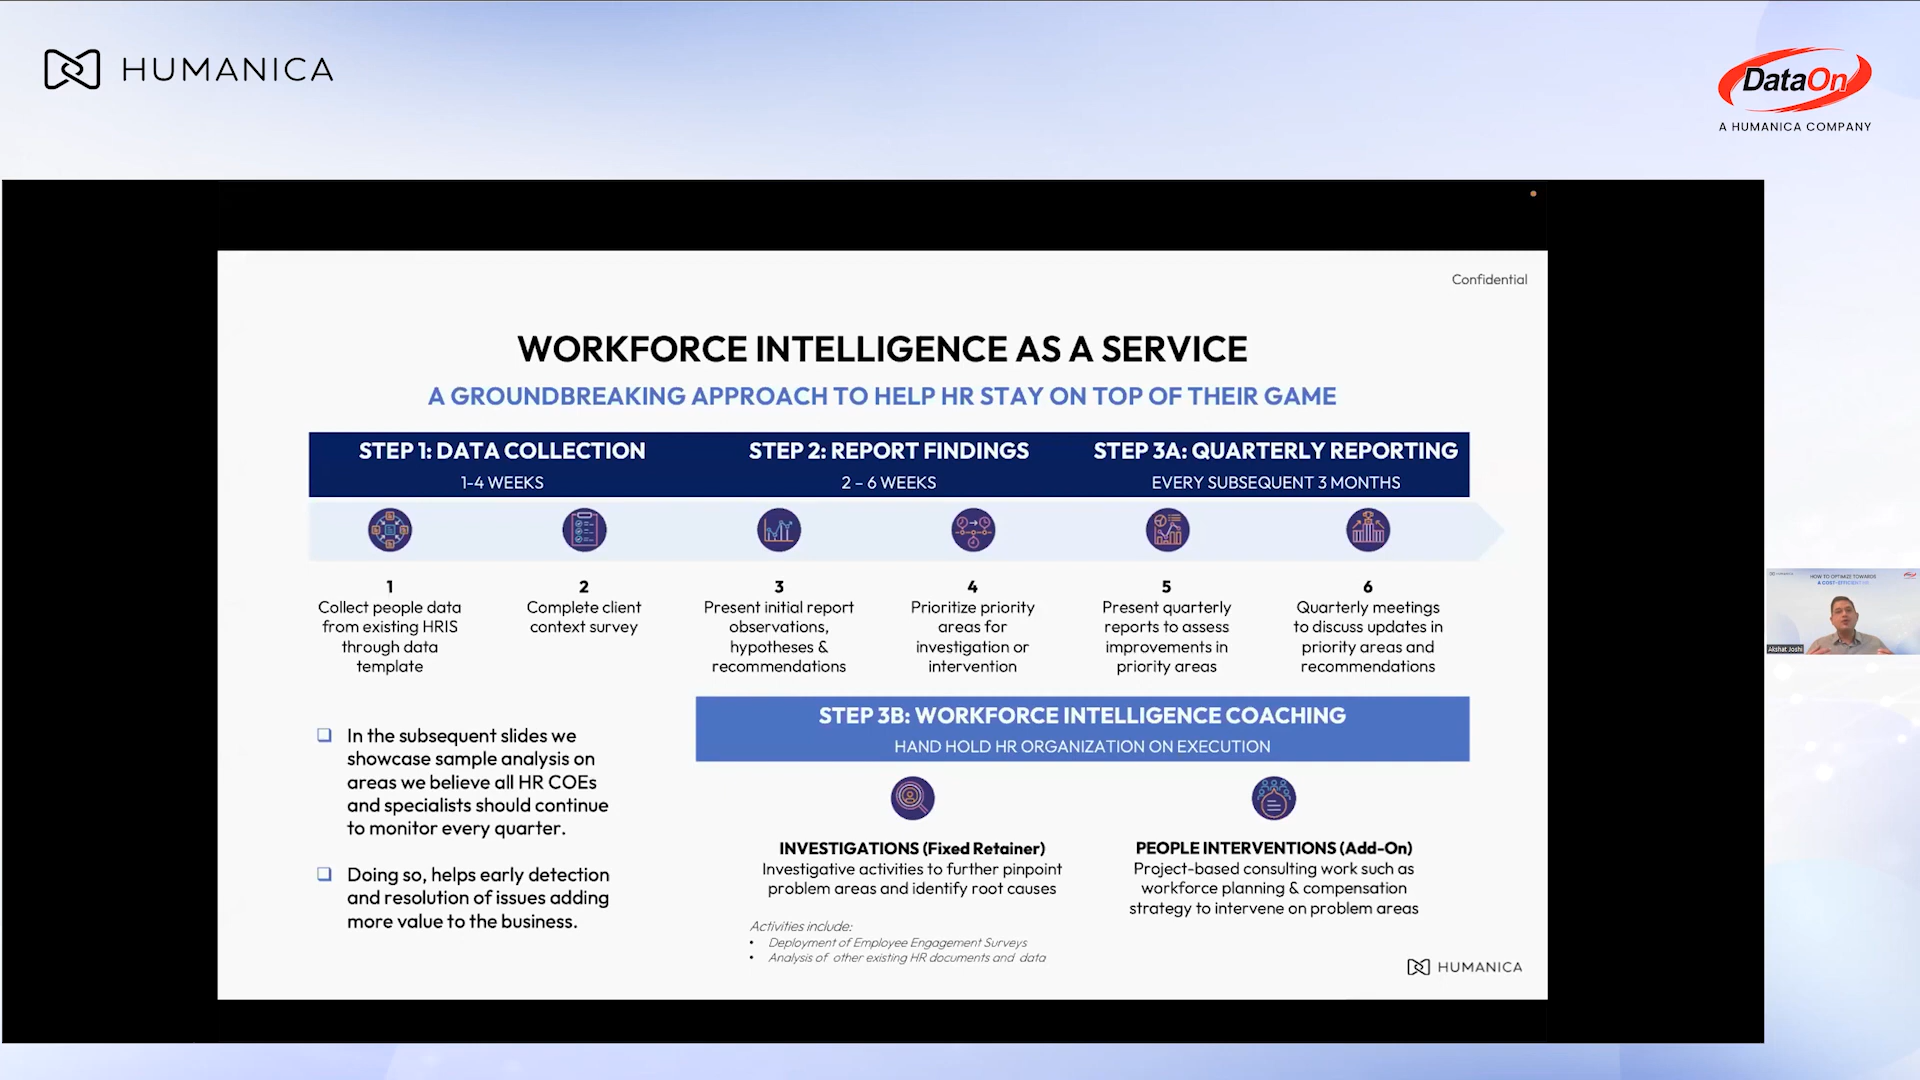 HUMANICA
DataOn
A HUMANICA COMPANY
Confidential
WORKFORCE INTELLIGENCE AS A SERVICE
A GROUNDBREAKING APPROACH TO HELP HR STAY ON TOP OF THEIR GAME
STEP 1: DATA COLLECTION
1-4 WEEKS
STEP 2: REPORT FINDINGS
2 – 6 WEEKS
STEP 3A: QUARTERLY REPORTING
EVERY SUBSEQUENT 3 MONTHS
1
Collect people data
from existing HRIS
through data
template
2
Complete client
context survey
3
Present initial report
observations,
hypotheses &
recommendations
4
Prioritize priority
areas for
investigation or
intervention
5
Present quarterly
reports to assess
improvements in
priority areas
6
Quarterly meetings
to discuss updates in
priority areas and
recommendations
❑ In the subsequent slides we
showcase sample analysis on
areas we believe all HR COEs
and specialists should continue
to monitor every quarter.
❑ Doing so, helps early detection
and resolution of issues adding
more value to the business.
STEP 3B: WORKFORCE INTELLIGENCE COACHING
HAND HOLD HR ORGANIZATION ON EXECUTION
INVESTIGATIONS (Fixed Retainer)
Investigative activities to further pinpoint
problem areas and identify root causes
Activities include:
• Deployment of Employee Engagement Surveys
• Analysis of other existing HR documents and data
PEOPLE INTERVENTIONS (Add-On)
Project-based consulting work such as
workforce planning & compensation
strategy to intervene on problem areas
HUMANICA
HOW TO OPTIMIZE TOWARDS
A COST-EFFICIENT
Akshat Joshi